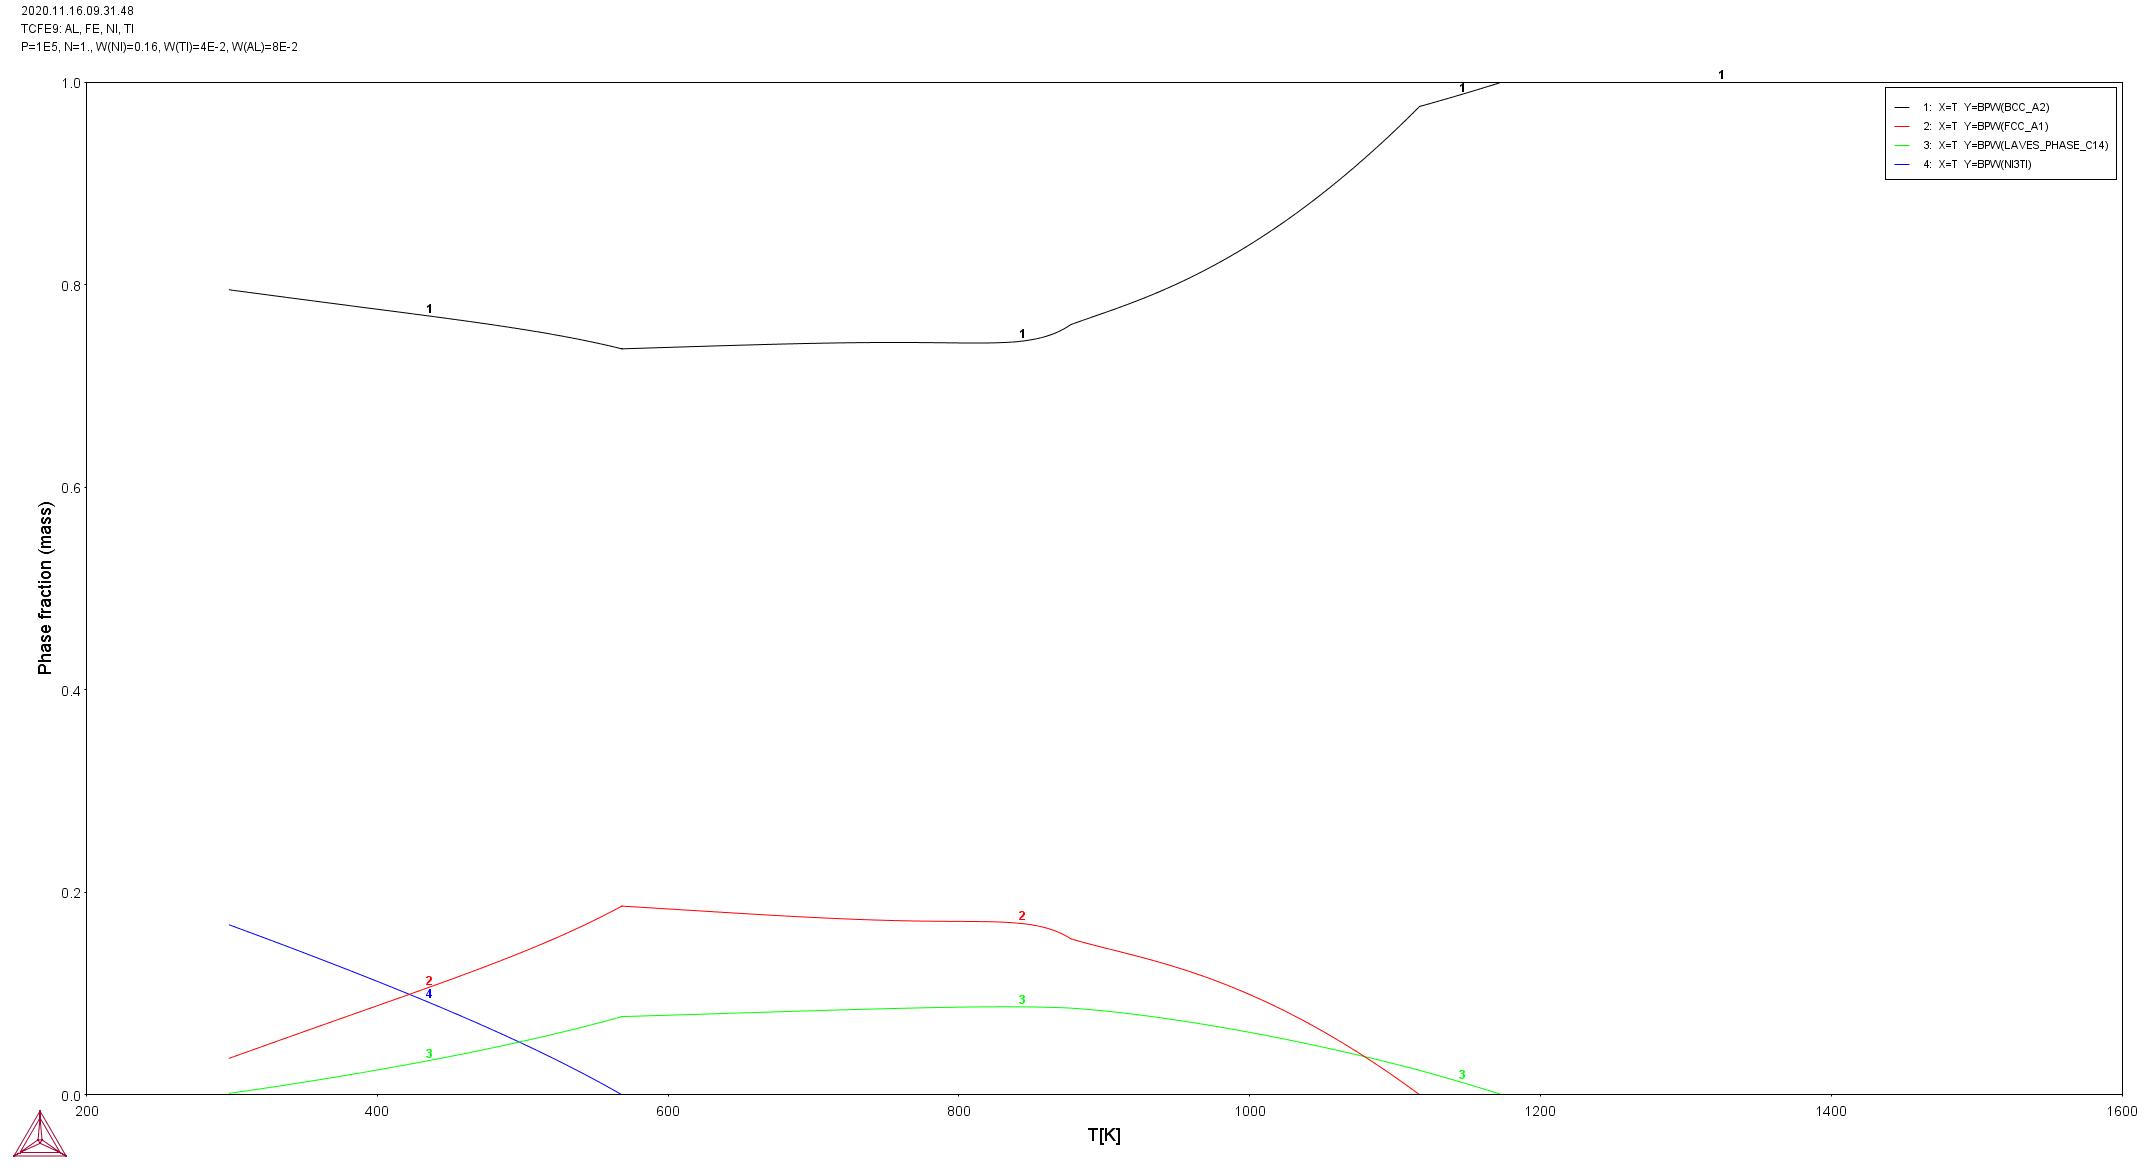 2020.11.16.09.31.48
TCFE9: AL, FE, NI, TI
P=1E5, N=1., W(NI)=0.16, W(TI)=4E-2, W(AL)=8E-2
1
1.0
1
1: X=T Y=BPW(BCC_A2)
2: X=T Y=BPW(FCC_A1)
3: X=T Y=BPW(LAVES_PHASE_C14)
4: X=T Y=BPW(NI3TI)
0.8
1
1
0.6
Phase fraction (mass)
0.4
0.2
2
2
4
3
3
3
0.0
200 400 600 800 1000 1200 1400 1600
T[K]